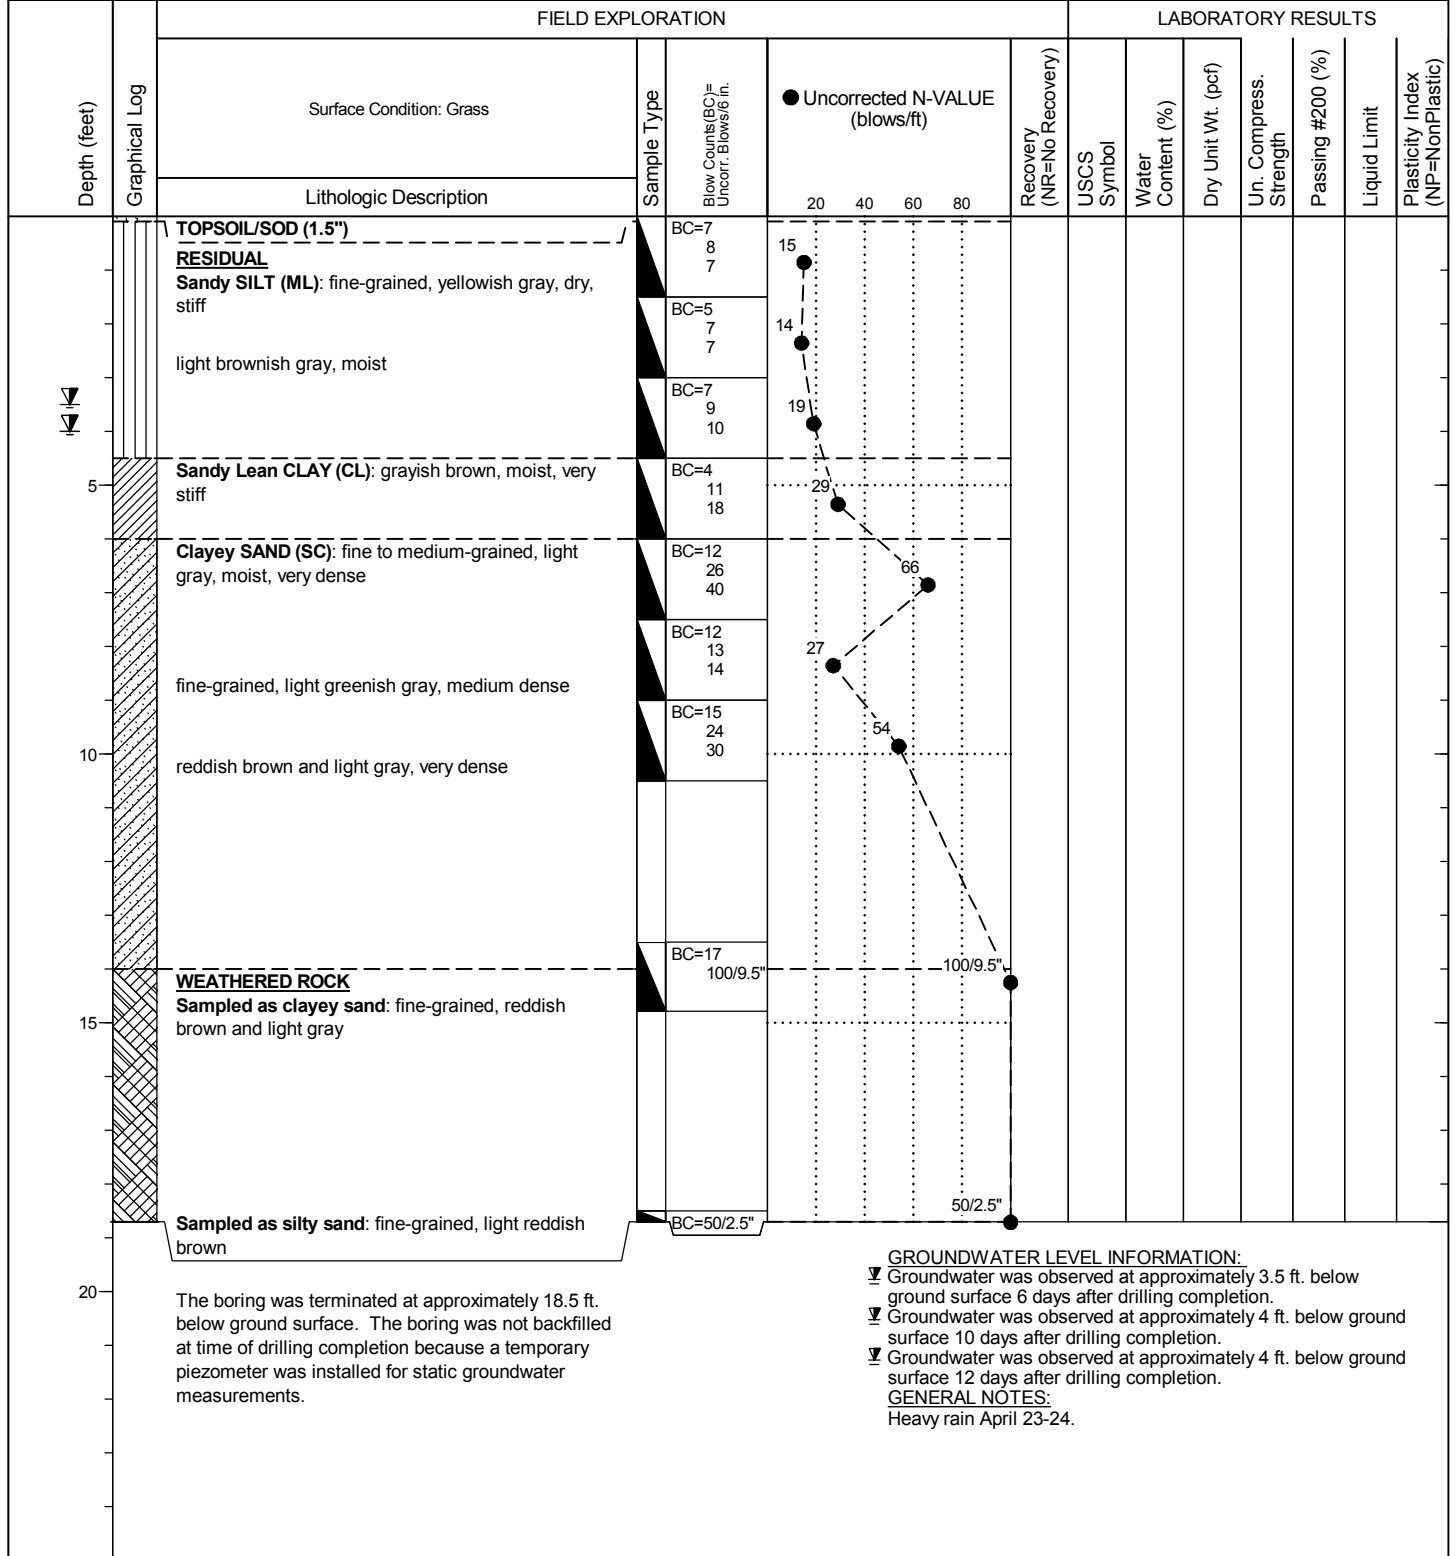 FIELD EXPLORATION
LABORATORY RESULTS
Depth (feet)
Graphical Log
Surface Condition: Grass
Lithologic Description
Sample Type
Blow Counts(BC)=
Uncorr. Blows/6 in.
Uncorrected N-VALUE
(blows/ft)
20 40 60 80
Recovery
(NR=No Recovery)
USCS
Symbol
Water
Content (%)
Dry Unit Wt. (pcf)
Un. Compress.
Strength
Passing #200 (%)
Liquid Limit
Plasticity Index
(NP=NonPlastic)
TOPSOIL/SOD (1.5")
RESIDUAL
Sandy SILT (ML): fine-grained, yellowish gray, dry,
stiff
BC=7
8
7
15
BC=5
7
7
14
light brownish gray, moist
BC=7
9
10
19
Sandy Lean CLAY (CL): grayish brown, moist, very
stiff
5
BC=4
11
18
29
Clayey SAND (SC): fine to medium-grained, light
gray, moist, very dense
BC=12
26
40
66
BC=12
13
14
27
fine-grained, light greenish gray, medium dense
BC=15
24
30
54
10
reddish brown and light gray, very dense
BC=17
100/9.5"
100/9.5"
WEATHERED ROCK
Sampled as clayey sand: fine-grained, reddish
brown and light gray
15
50/2.5"
Sampled as silty sand: fine-grained, light reddish
brown
BC=50/2.5"
20
The boring was terminated at approximately 18.5 ft.
below ground surface. The boring was not backfilled
at time of drilling completion because a temporary
piezometer was installed for static groundwater
measurements.
GROUNDWATER LEVEL INFORMATION:
Groundwater was observed at approximately 3.5 ft. below
ground surface 6 days after drilling completion.
Groundwater was observed at approximately 4 ft. below ground
surface 10 days after drilling completion.
Groundwater was observed at approximately 4 ft. below ground
surface 12 days after drilling completion.
GENERAL NOTES:
Heavy rain April 23-24.